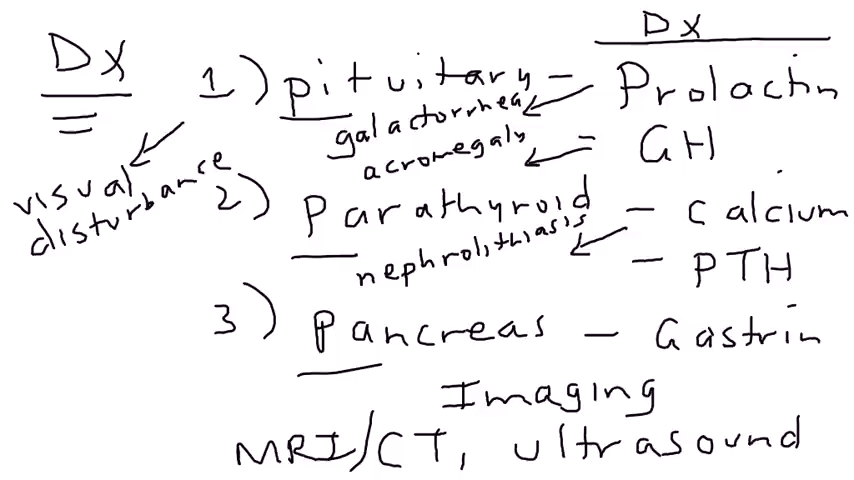 Dx
Dx
1) pituitary - Prolactin
galactorrhea
acromegaly - GH
visual
disturbance
2) Parathyroid - Calcium
nephrolithiasis - PTH
3) Pancreas - Gastrin
Imaging
MRI/CT, ultrasound